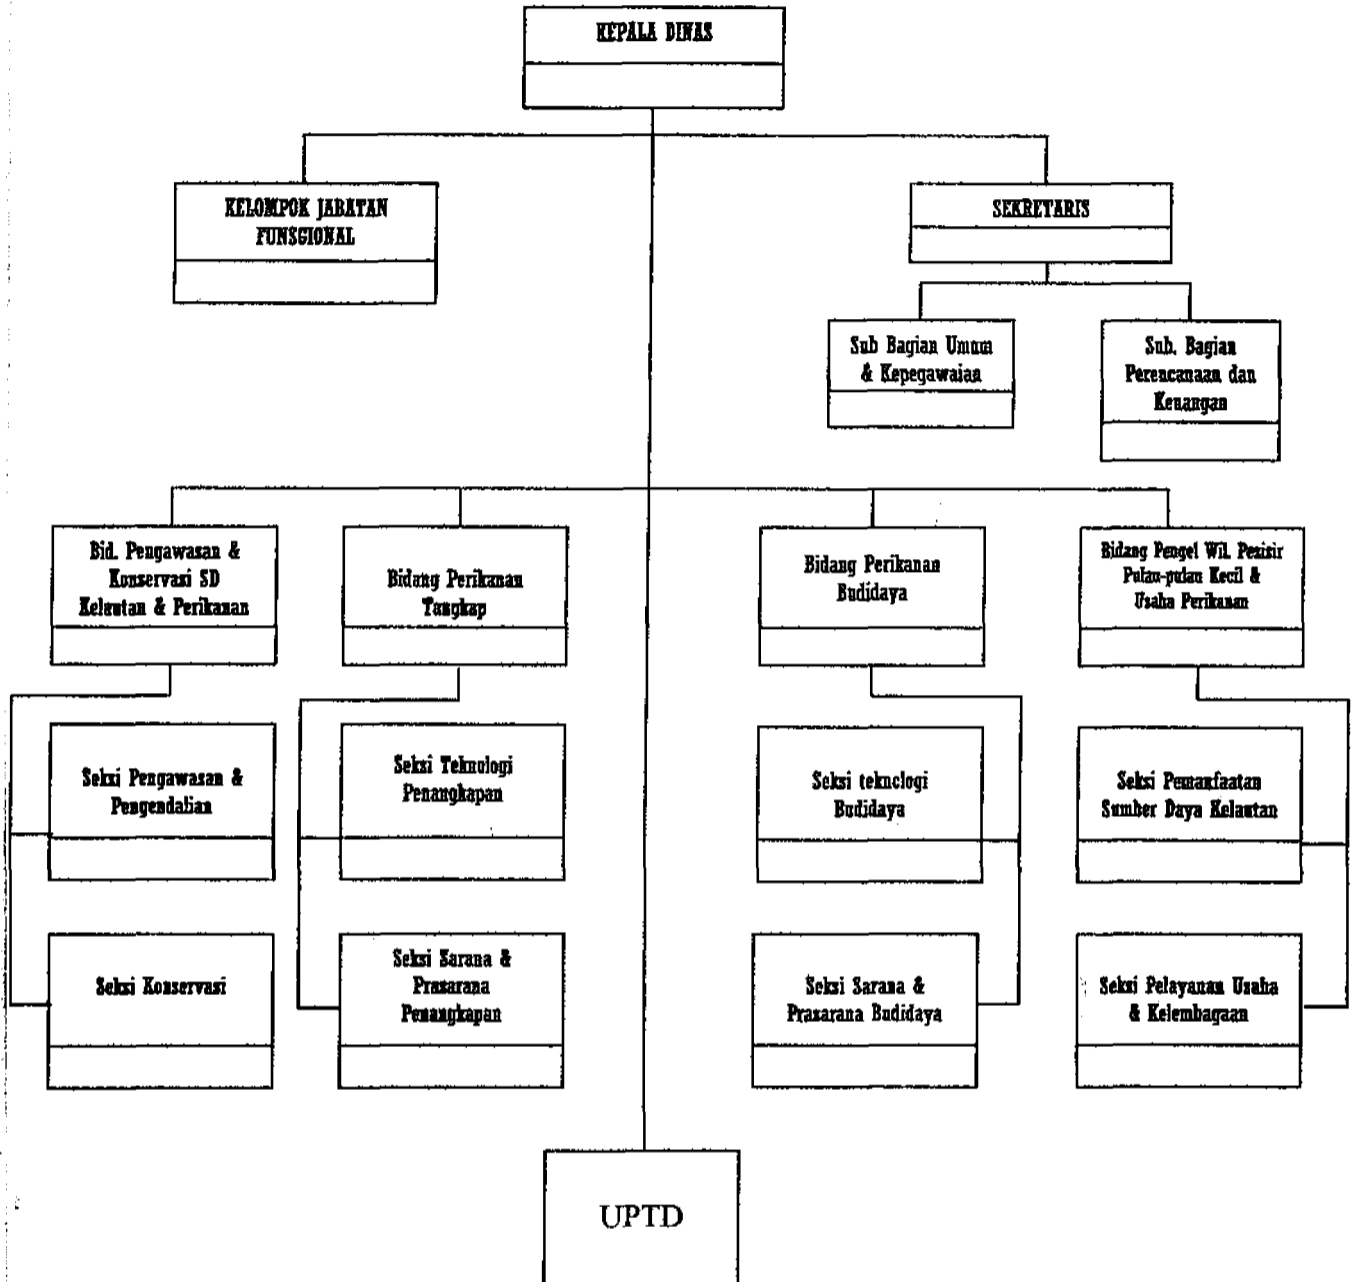 KEPALA DINAS
KELOMPOK JABATAN
FUNSGIONAL
SEKRETARIS
Sub Bagian Umum
& Kepegawaian
Sub. Bagian
Perencanaan dan
Keuangan
Bid. Pengawasan &
Konservasi SD
Kelautan & Perikanan
Bidang Perikanan
Tangkap
Bidang Perikanan
Budidaya
Bidang Pengel Wil. Pesisir
Pulau-pulau Kecil &
Usaha Perikanan
Seksi Pengawasan &
Pengendalian
Seksi Teknologi
Penangkapan
Seksi teknologi
Budidaya
Seksi Pemanfaatan
Sumber Daya Kelautan
Seksi Konservasi
Seksi Sarana &
Prasarana
Penangkapan
Seksi Sarana &
Prasarana Budidaya
Seksi Pelayanan Usaha
& Kelembagaan
UPTD